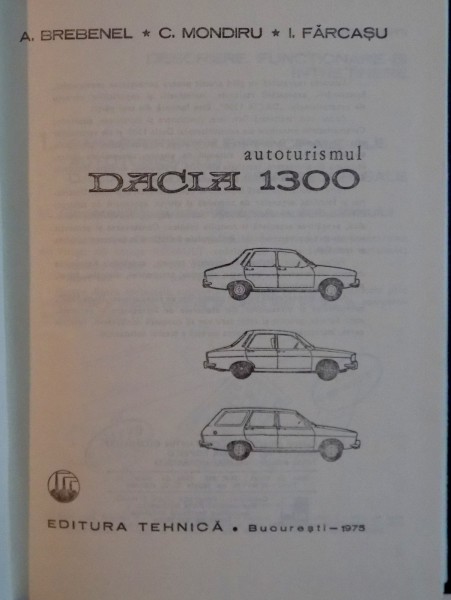 A. BREBENEL ★ C. MONDIRU ★ I. FĂRCAȘU
autoturismul
DACIA 1300
EDITURA TEHNICĂ • București — 1975